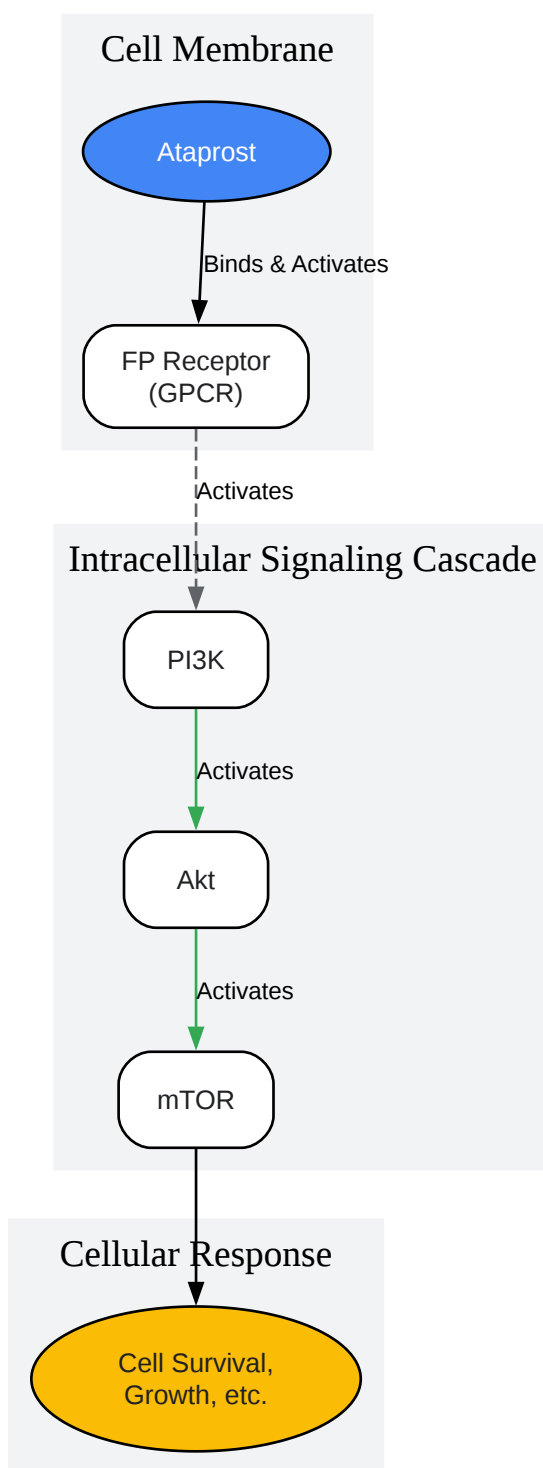 Cell Membrane
Ataprost
Binds & Activates
FP Receptor
(GPCR)
Activates
Intracellular Signaling Cascade
PI3K
Activates
Akt
Activates
mTOR
Cellular Response
Cell Survival,
Growth, etc.